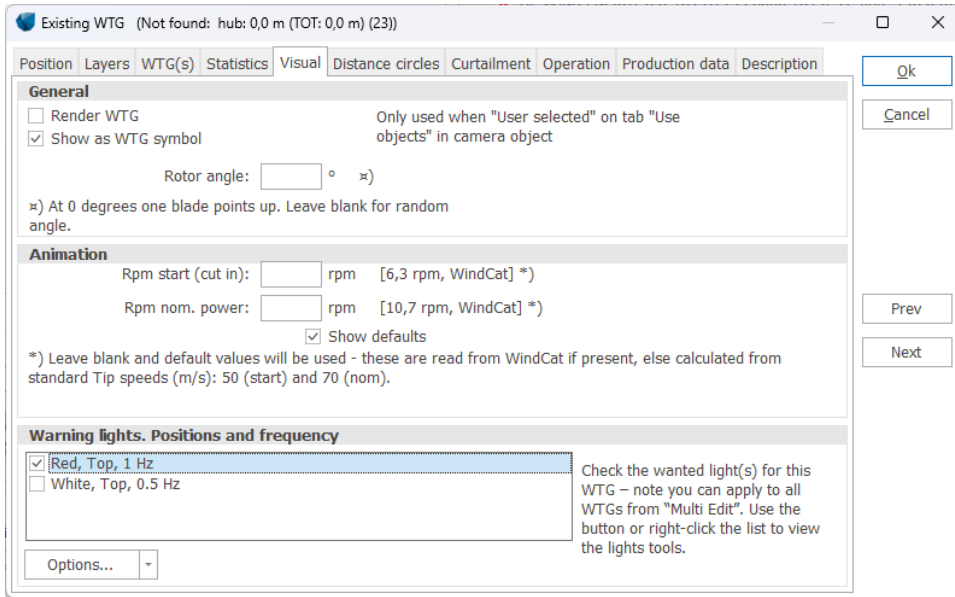 Existing WTG (Not found: hub: 0,0 m (TOT: 0,0 m) (23))
Position Layers WTG(s) Statistics Visual Distance circles Curtailment Operation Production data Description
Ok
Cancel
General
Render WTG
Show as WTG symbol
Only used when "User selected" on tab "Use
objects" in camera object
Rotor angle: ° ¤)
¤) At 0 degrees one blade points up. Leave blank for random
angle.
Animation
Rpm start (cut in): rpm [6,3 rpm, WindCat] *)
Rpm nom. power: rpm [10,7 rpm, WindCat] *)
Show defaults
*) Leave blank and default values will be used - these are read from WindCat if present, else calculated from
standard Tip speeds (m/s): 50 (start) and 70 (nom).
Prev
Next
Warning lights. Positions and frequency
Red, Top, 1 Hz
White, Top, 0.5 Hz
Check the wanted light(s) for this
WTG – note you can apply to all
WTGs from “Multi Edit”. Use the
button or right-click the list to view
the lights tools.
Options...